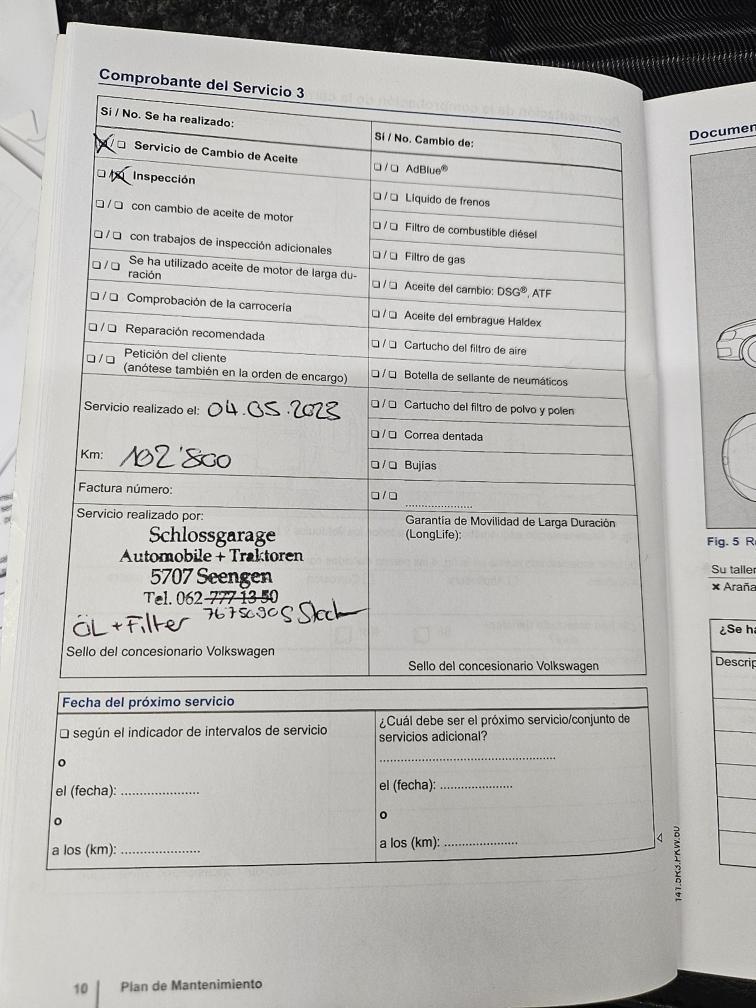 Comprobante del Servicio 3
Sí / No. Se ha realizado:
☒ / ☐ Servicio de Cambio de Aceite
☐ / ☒ Inspección
☐ / ☐ con cambio de aceite de motor
☐ / ☐ con trabajos de inspección adicionales
☐ / ☐ Se ha utilizado aceite de motor de larga du-
ración
☐ / ☐ Comprobación de la carrocería
☐ / ☐ Reparación recomendada
☐ / ☐ Petición del cliente
(anótese también en la orden de encargo)
Servicio realizado el: 04.05.2023
Km: 102'800
Factura número:
Servicio realizado por:
Schlossgarage
Automobile + Traktoren
5707 Seengen
Tel. 062 777 13 50
ÖL + Filter
Sello del concesionario Volkswagen
Sí / No. Cambio de:
☐ / ☐ AdBlue®
☐ / ☐ Líquido de frenos
☐ / ☐ Filtro de combustible diésel
☐ / ☐ Filtro de gas
☐ / ☐ Aceite del cambio: DSG®, ATF
☐ / ☐ Aceite del embrague Haldex
☐ / ☐ Cartucho del filtro de aire
☐ / ☐ Botella de sellante de neumáticos
☐ / ☐ Cartucho del filtro de polvo y polen
☐ / ☐ Correa dentada
☐ / ☐ Bujías
☐ / ☐ ......................
Garantía de Movilidad de Larga Duración
(LongLife):
Sello del concesionario Volkswagen
Fecha del próximo servicio
☐ según el indicador de intervalos de servicio
o
el (fecha): ......................
o
a los (km): ......................
¿Cuál debe ser el próximo servicio/conjunto de
servicios adicional?
......................
el (fecha): ......................
o
a los (km): ......................
10 Plan de Mantenimiento
Fig. 5
Su taller
¿Se